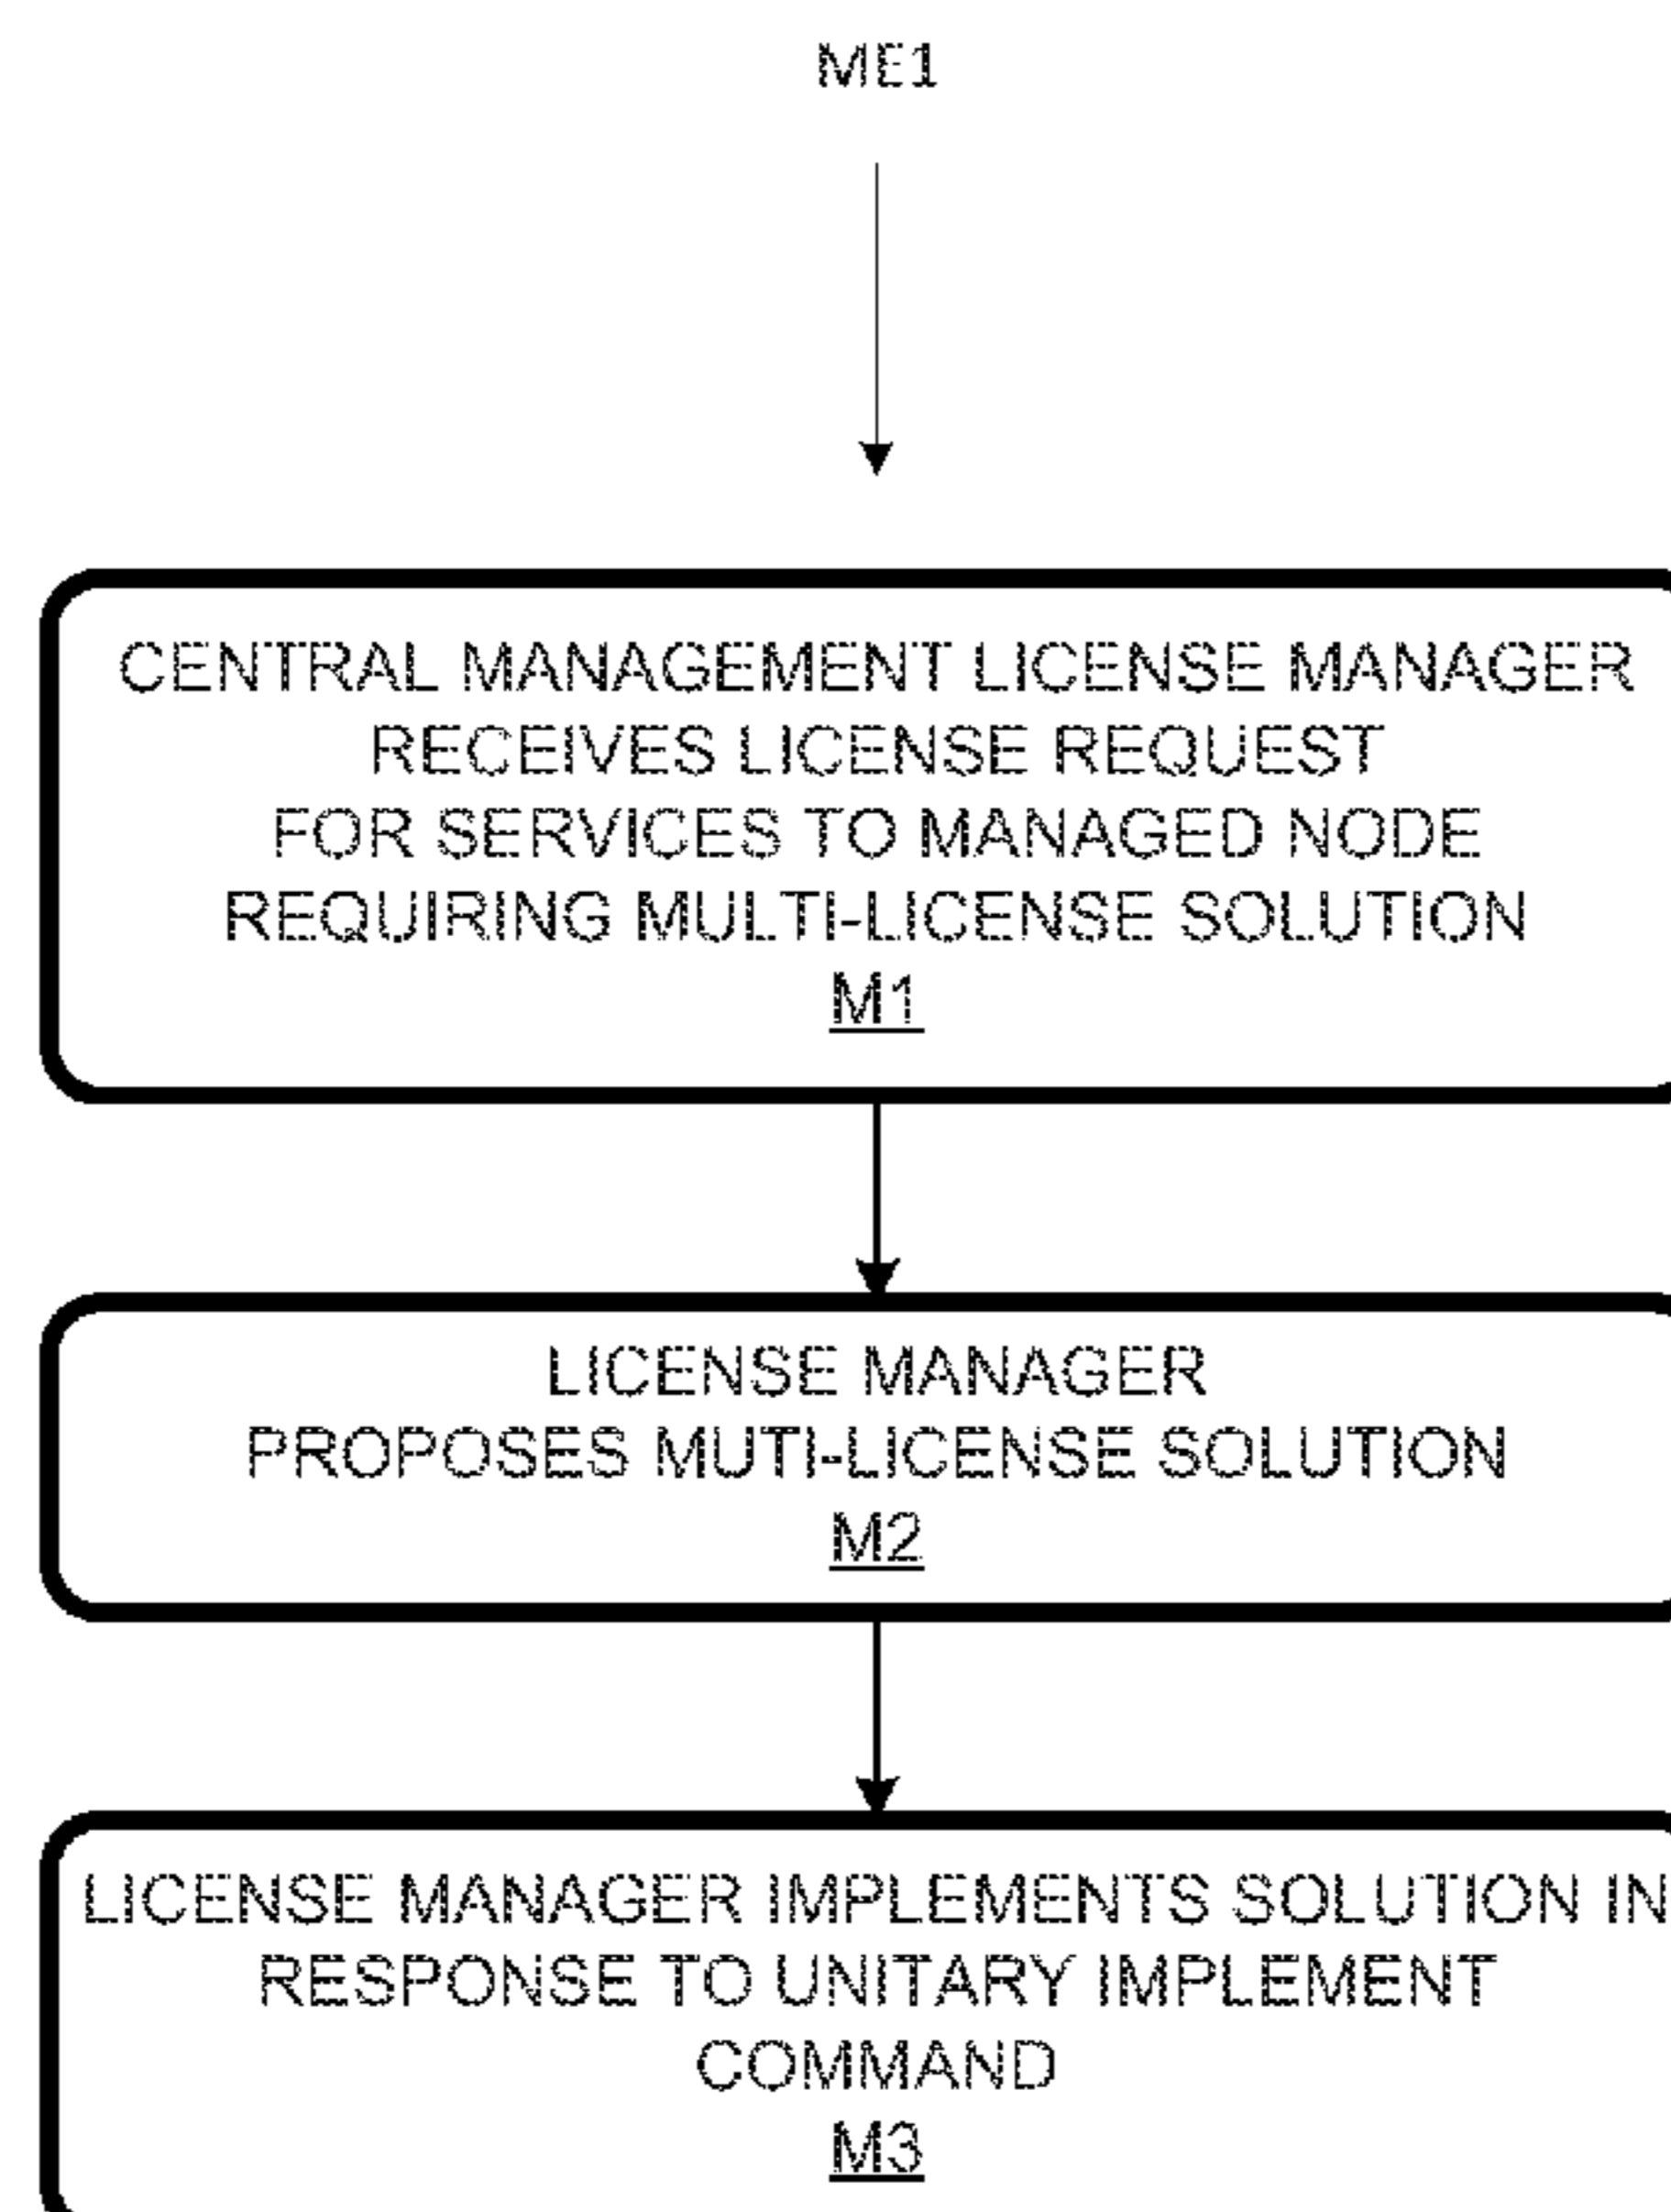 ME1
CENTRAL MANAGEMENT LICENSE MANAGER
RECEIVES LICENSE REQUEST
FOR SERVICES TO MANAGED NODE
REQUIRING MULTI-LICENSE SOLUTION
M1
LICENSE MANAGER
PROPOSES MUTI-LICENSE SOLUTION
M2
LICENSE MANAGER IMPLEMENTS SOLUTION IN
RESPONSE TO UNITARY IMPLEMENT
COMMAND
M3